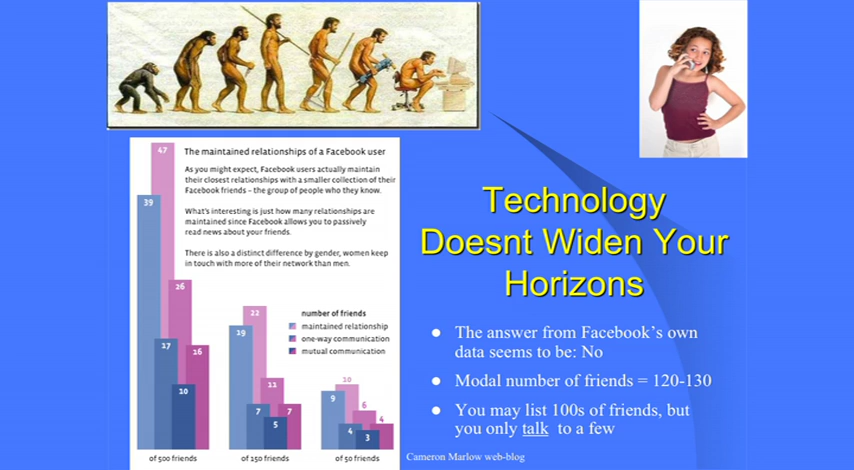 The maintained relationships of a Facebook user
As you might expect, Facebook users actually maintain
their closest relationships with a smaller collection of their
Facebook friends – the group of people who they know.
What's interesting is just how many relationships are
maintained since Facebook allows you to passively
read news about your friends.
There is also a distinct difference by gender, women keep
in touch with more of their network than men.
number of friends
maintained relationship
one-way communication
mutual communication
47
39
26
17
16
10
22
19
11
7
7
5
10
9
6
4
4
3
of 500 friends
of 150 friends
of 50 friends
Technology
Doesnt Widen Your
Horizons
● The answer from Facebook's own
data seems to be: No
● Modal number of friends = 120-130
● You may list 100s of friends, but
you only talk to a few
Cameron Marlow web-blog